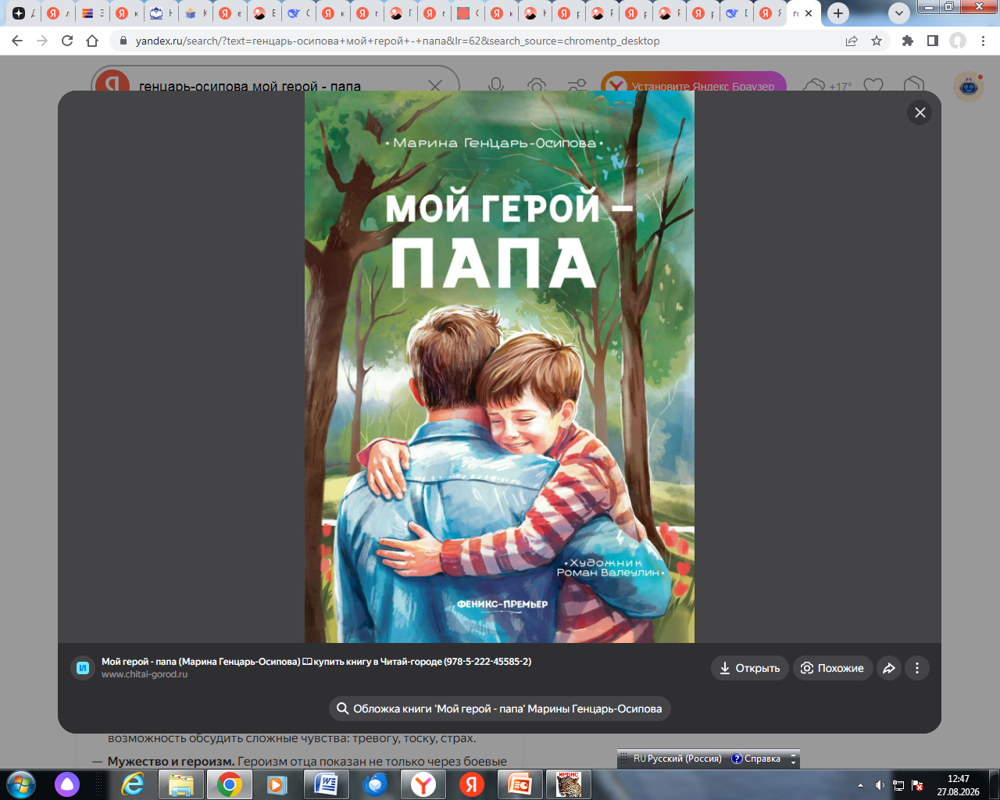 yandex.ru/search/?text=генцарь-осипова+мой+герой+-+папа&lr=62&search_source=chromentp_desktop
генцарь-осипова мой герой - папа
Установите Яндекс Браузер
+17°
• Марина Генцарь-Осипова •
МОЙ ГЕРОЙ –
ПАПА
• Художник
Роман Валеулин •
ФЕНИКС-ПРЕМЬЕР
Мой герой - папа (Марина Генцарь-Осипова) 🕮 купить книгу в Читай-городе (978-5-222-45585-2)
www.chitai-gorod.ru
Открыть
Похожие
Обложка книги 'Мой герой - папа' Марины Генцарь-Осипова
возможность обсудить сложные чувства: тревогу, тоску, страх.
— Мужество и героизм. Героизм отца показан не только через боевые
RU Русский (Россия)
Справка
ИРБИС
12:47
27.08.2026